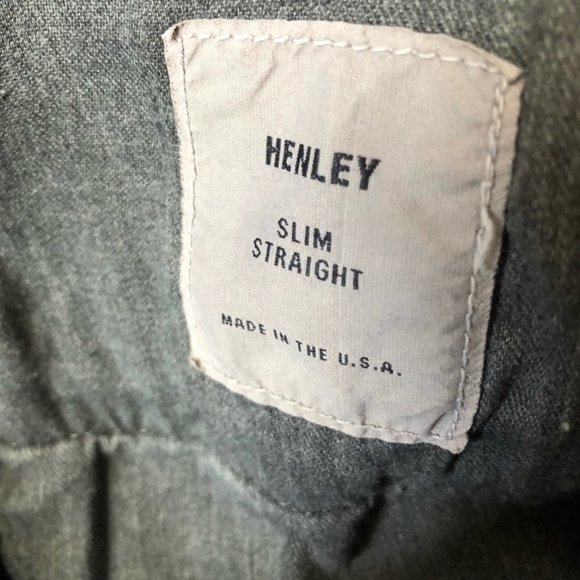 HENLEY
SLIM
STRAIGHT
MADE IN THE U.S.A.